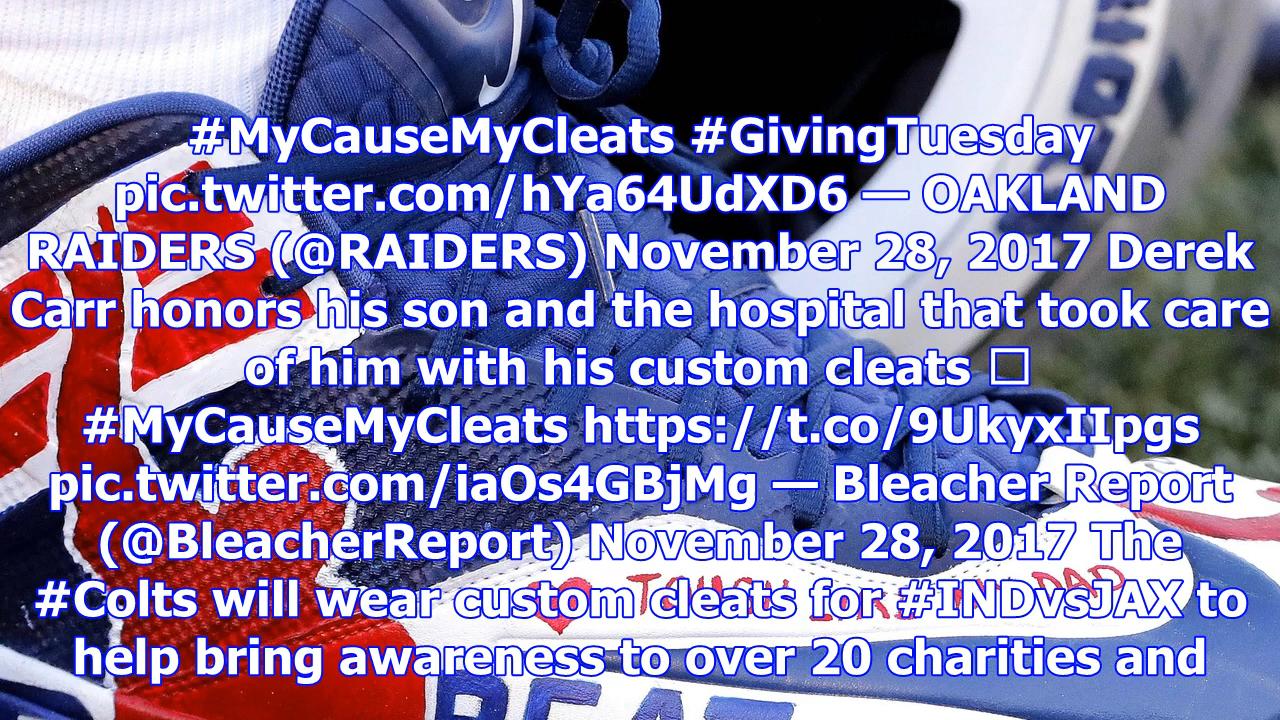 #MyCauseMyCleats #GivingTuesday
pic.twitter.com/hYa64UdXD6 — OAKLAND
RAIDERS (@RAIDERS) November 28, 2017 Derek
Carr honors his son and the hospital that took care
of him with his custom cleats □
#MyCauseMyCleats https://t.co/9UkyxIIpgs
pic.twitter.com/iaOs4GBjMg — Bleacher Report
(@BleacherReport) November 28, 2017 The
#Colts will wear custom cleats for #INDvsJAX to
help bring awareness to over 20 charities and
DAD
BEAT